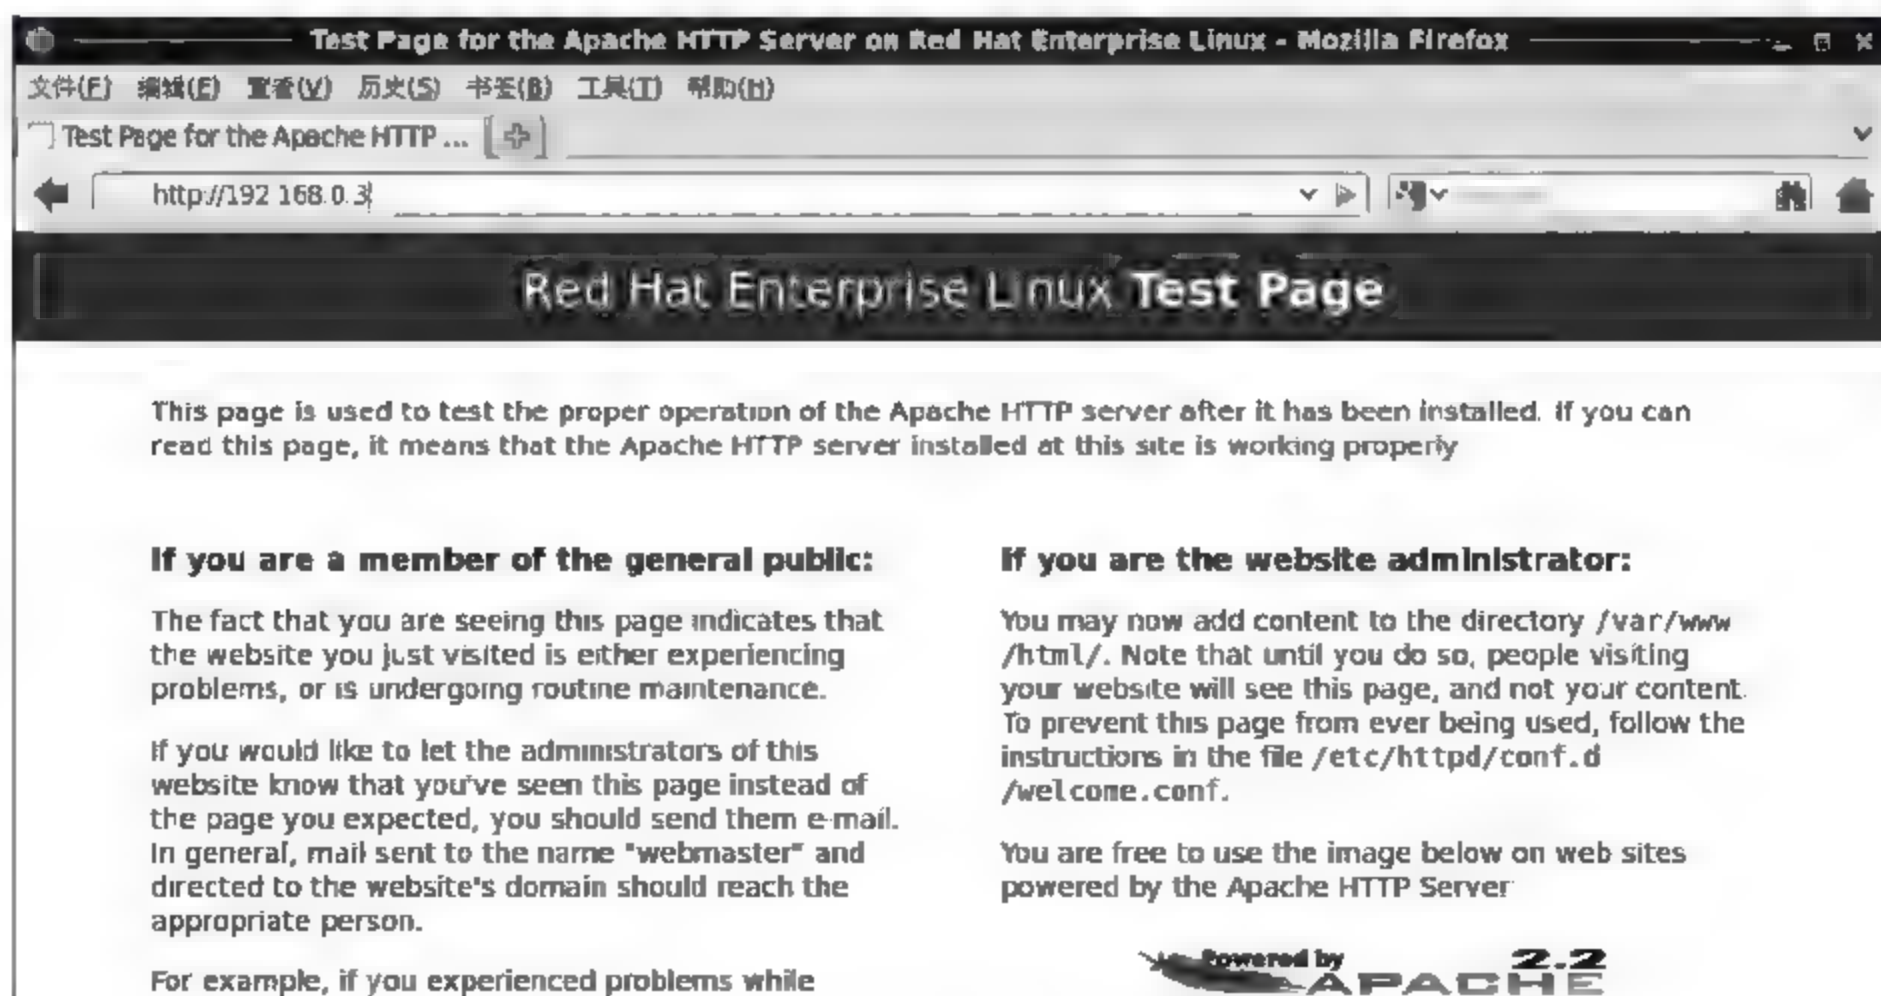 Test Page for the Apache HTTP Server on Red Hat Enterprise Linux - Mozilla Firefox
文件(F) 编辑(E) 查看(V) 历史(S) 书签(B) 工具(T) 帮助(H)
Test Page for the Apache HTTP ...
http://192.168.0.3
Red Hat Enterprise Linux Test Page
This page is used to test the proper operation of the Apache HTTP server after it has been installed. If you can
read this page, it means that the Apache HTTP server installed at this site is working properly
If you are a member of the general public:
The fact that you are seeing this page indicates that
the website you just visited is either experiencing
problems, or is undergoing routine maintenance.
If you would like to let the administrators of this
website know that you've seen this page instead of
the page you expected, you should send them e-mail.
In general, mail sent to the name "webmaster" and
directed to the website's domain should reach the
appropriate person.
For example, if you experienced problems while
If you are the website administrator:
You may now add content to the directory /var/www
/html/. Note that until you do so, people visiting
your website will see this page, and not your content.
To prevent this page from ever being used, follow the
instructions in the file /etc/httpd/conf.d
/welcome.conf.
You are free to use the image below on web sites
powered by the Apache HTTP Server
Powered by 2.2
APACHE